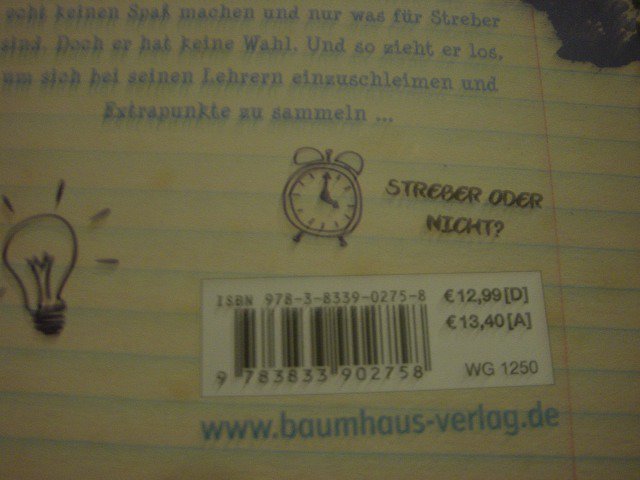 echt keinen Spaß machen und nur was für Streber
sind. Doch er hat keine Wahl. Und so zieht er los,
um sich bei seinen Lehrern einzuschleimen und
Extrapunkte zu sammeln ...
STREBER ODER
NICHT?
ISBN 978-3-8339-0275-8
€12,99[D]
€13,40[A]
9 783833 902758
WG 1250
www.baumhaus-verlag.de